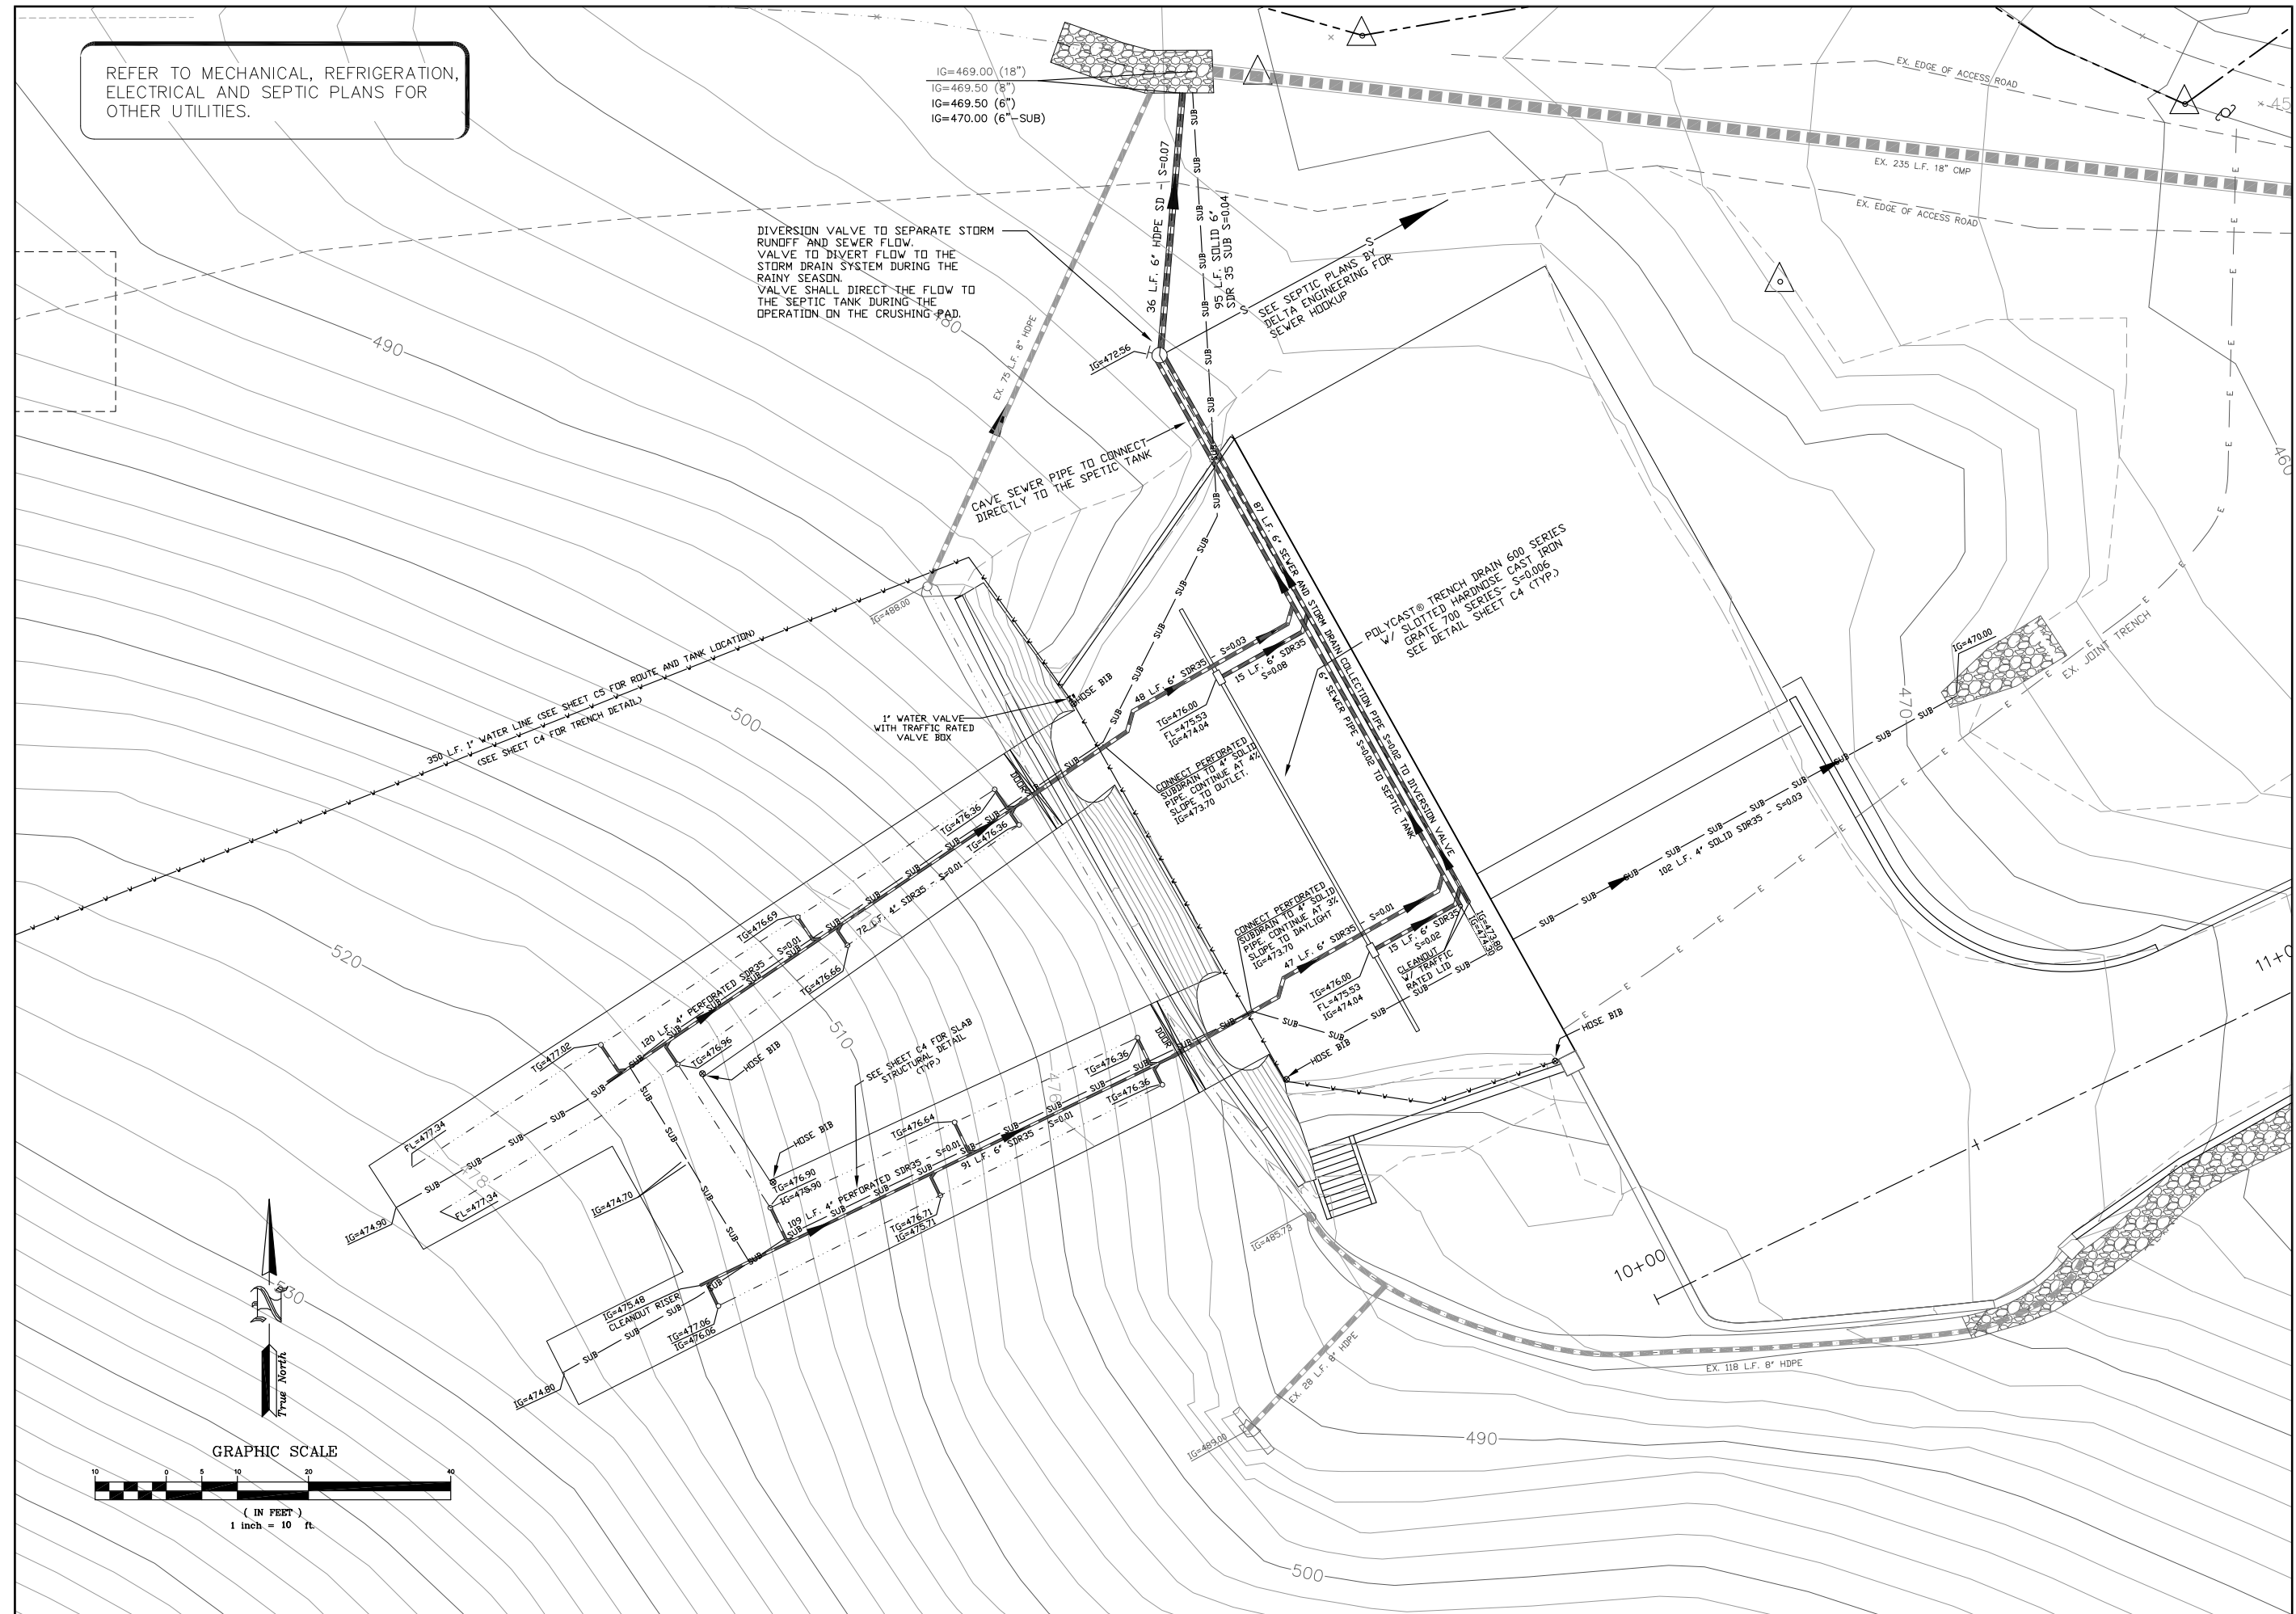 REFER TO MECHANICAL, REFRIGERATION,
ELECTRICAL AND SEPTIC PLANS FOR
OTHER UTILITIES.
IG=469.00 (18")
IG=469.50 (8")
IG=469.50 (6")
IG=470.00 (6"-SUB)
EX. EDGE OF ACCESS ROAD
EX. 235 L.F. 18" CMP
EX. EDGE OF ACCESS ROAD
DIVERSION VALVE TO SEPARATE STORM
RUNOFF AND SEWER FLOW.
VALVE TO DIVERT FLOW TO THE
STORM DRAIN SYSTEM DURING THE
RAINY SEASON.
VALVE SHALL DIRECT THE FLOW TO
THE SEPTIC TANK DURING THE
OPERATION ON THE CRUSHING PAD.
36 L.F. 6" HDPE SD - S=0.07
95 L.F. SOLID 6"
SDR 35 SUB S=0.04
SEE SEPTIC PLANS BY
DELTA ENGINEERING FOR
SEWER HOOKUP
S
S
IG=472.56
480
490
EX. 75 L.F. 8" HDPE
CAVE SEWER PIPE TO CONNECT
DIRECTLY TO THE SPETIC TANK
IG=488.00
87 L.F. 6" SEWER AND STORM DRAIN COLLECTION PIPE S=0.02 TO DIVERSION VALVE
6" SEWER PIPE S=0.02 TO SEPTIC TANK
POLYCAST® TRENCH DRAIN 600 SERIES
W/ SLOTTED HARDNOSE CAST IRON
GRATE 700 SERIES- S=0.006
SEE DETAIL SHEET C4 (TYP.)
460
470
IG=470.00
EX. JOINT TRENCH
350 L.F. 1" WATER LINE (SEE SHEET C5 FOR ROUTE AND TANK LOCATION)
(SEE SHEET C4 FOR TRENCH DETAIL)
500
HOSE BIB
1" WATER VALVE
WITH TRAFFIC RATED
VALVE BOX
48 L.F. 6" SDR35 - S=0.03
15 L.F. 6" SDR35
S=0.08
TG=476.00
FL=475.53
IG=474.04
CONNECT PERFORATED
SUBDRAIN TO 4" SOLID
PIPE. CONTINUE AT 4%
SLOPE TO OUTLET.
IG=473.70
102 L.F. 4" SOLID SDR35 - S=0.03
TG=476.36
TG=476.36
72 L.F. 4" SDR35 - S=0.01
CONNECT PERFORATED
SUBDRAIN TO 4" SOLID
PIPE. CONTINUE AT 3%
SLOPE TO DAYLIGHT
IG=473.70
47 L.F. 6" SDR35 - S=0.01
15 L.F. 6" SDR35
S=0.02
IG=473.80
IG=474.30
CLEANOUT
W/ TRAFFIC
RATED LID
TG=476.00
FL=475.53
IG=474.04
TG=476.69
TG=476.66
120 L.F. 4" PERFORATED SDR35 - S=0.01
520
510
11+0
TG=477.02
TG=476.96
HOSE BIB
SEE SHEET C4 FOR SLAB
STRUCTURAL DETAIL
(TYP.)
DOOR
TG=476.36
TG=476.36
476
HOSE BIB
HOSE BIB
FL=477.34
FL=477.34
HOSE BIB
TG=476.64
TG=476.90
IG=475.90
109 L.F. 4" PERFORATED SDR35 - S=0.01
91 L.F. 6" SDR35 - S=0.01
IG=474.70
IG=474.90
TG=476.71
IG=475.71
IG=485.73
10+00
530
IG=475.48
CLEANOUT RISER
TG=477.06
IG=476.06
IG=474.80
N
True North
EX. 118 L.F. 8" HDPE
EX. 28 L.F. 8" HDPE
IG=489.00
490
500
GRAPHIC SCALE
10 0 5 10 20 40
( IN FEET )
1 inch = 10 ft.